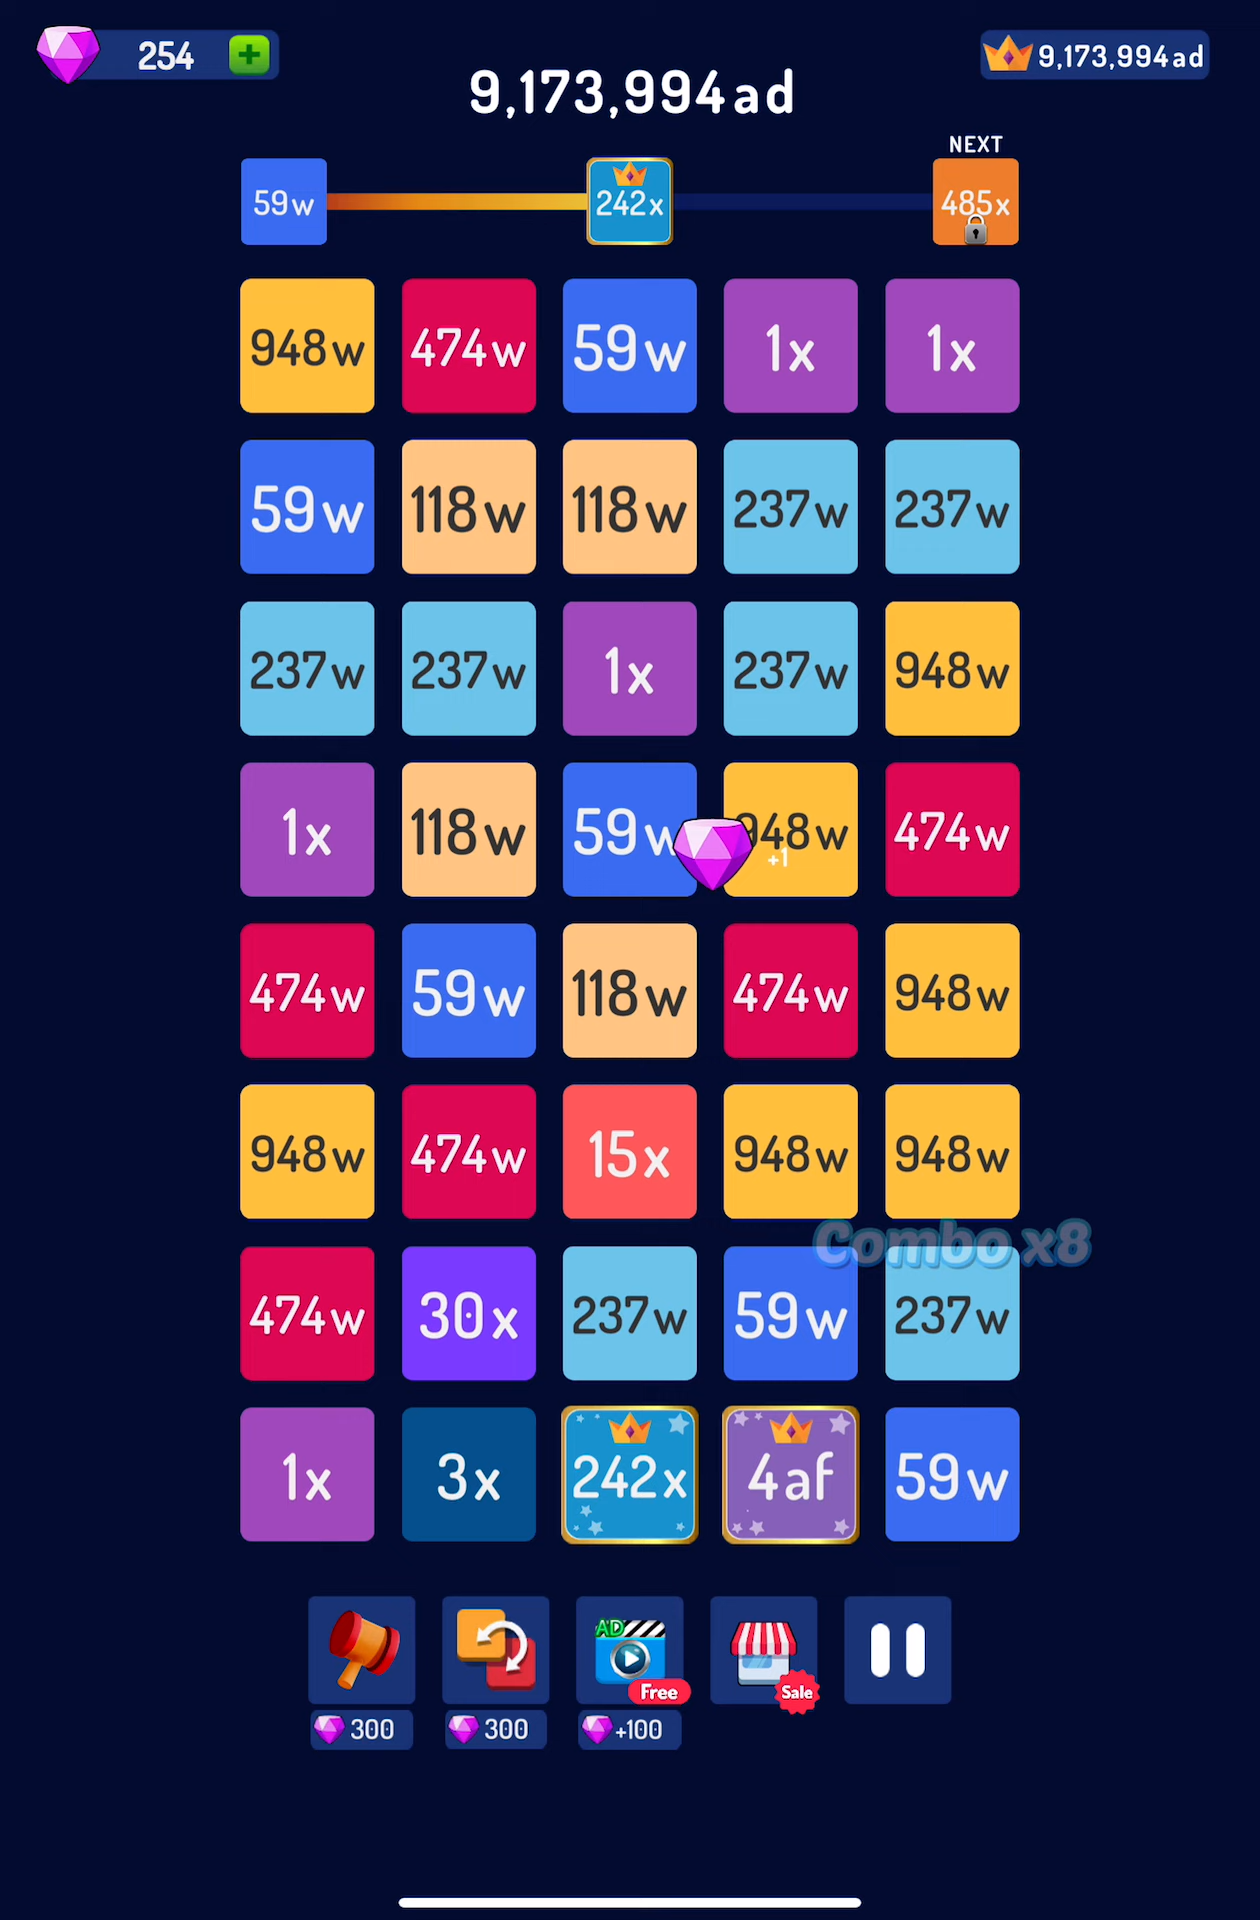 254
9,173,994ad
9,173,994ad
NEXT
59w 242x 485x
948w 474w 59w 1x 1x
59w 118w 118w 237w 237w
237w 237w 1x 237w 948w
1x 118w 59w 948w 474w
+1
474w 59w 118w 474w 948w
948w 474w 15x 948w 948w
Combo x8
474w 30x 237w 59w 237w
1x 3x 242x 4af 59w
AD
Free Sale
300 300 +100